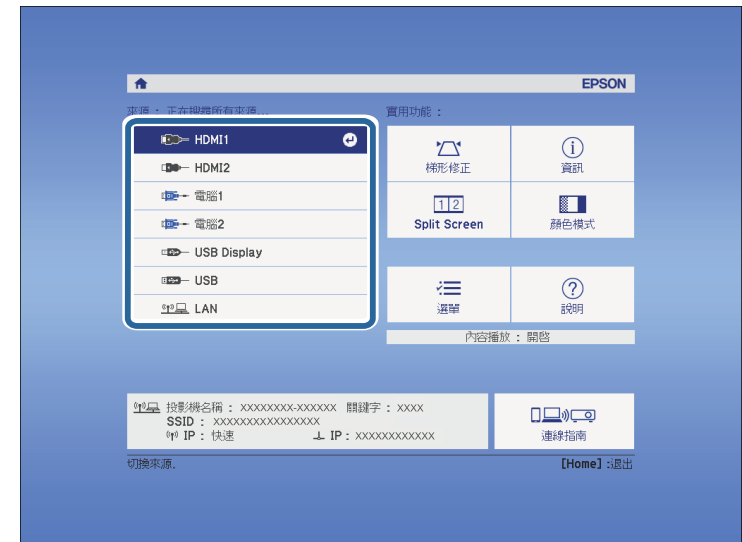 EPSON
來源 : 正在搜尋所有來源...
HDMI1
HDMI2
電腦1
電腦2
USB Display
USB
LAN
實用功能 :
梯形修正
資訊
1 2
Split Screen
顏色模式
選單
說明
內容播放 : 開啓
投影機名稱 : XXXXXXXX-XXXXXX 關鍵字 : XXXX
SSID : XXXXXXXXXXXXXXX
IP : 快速 IP : XXXXXXXXXXXX
連線指南
切換來源.
[Home] :退出